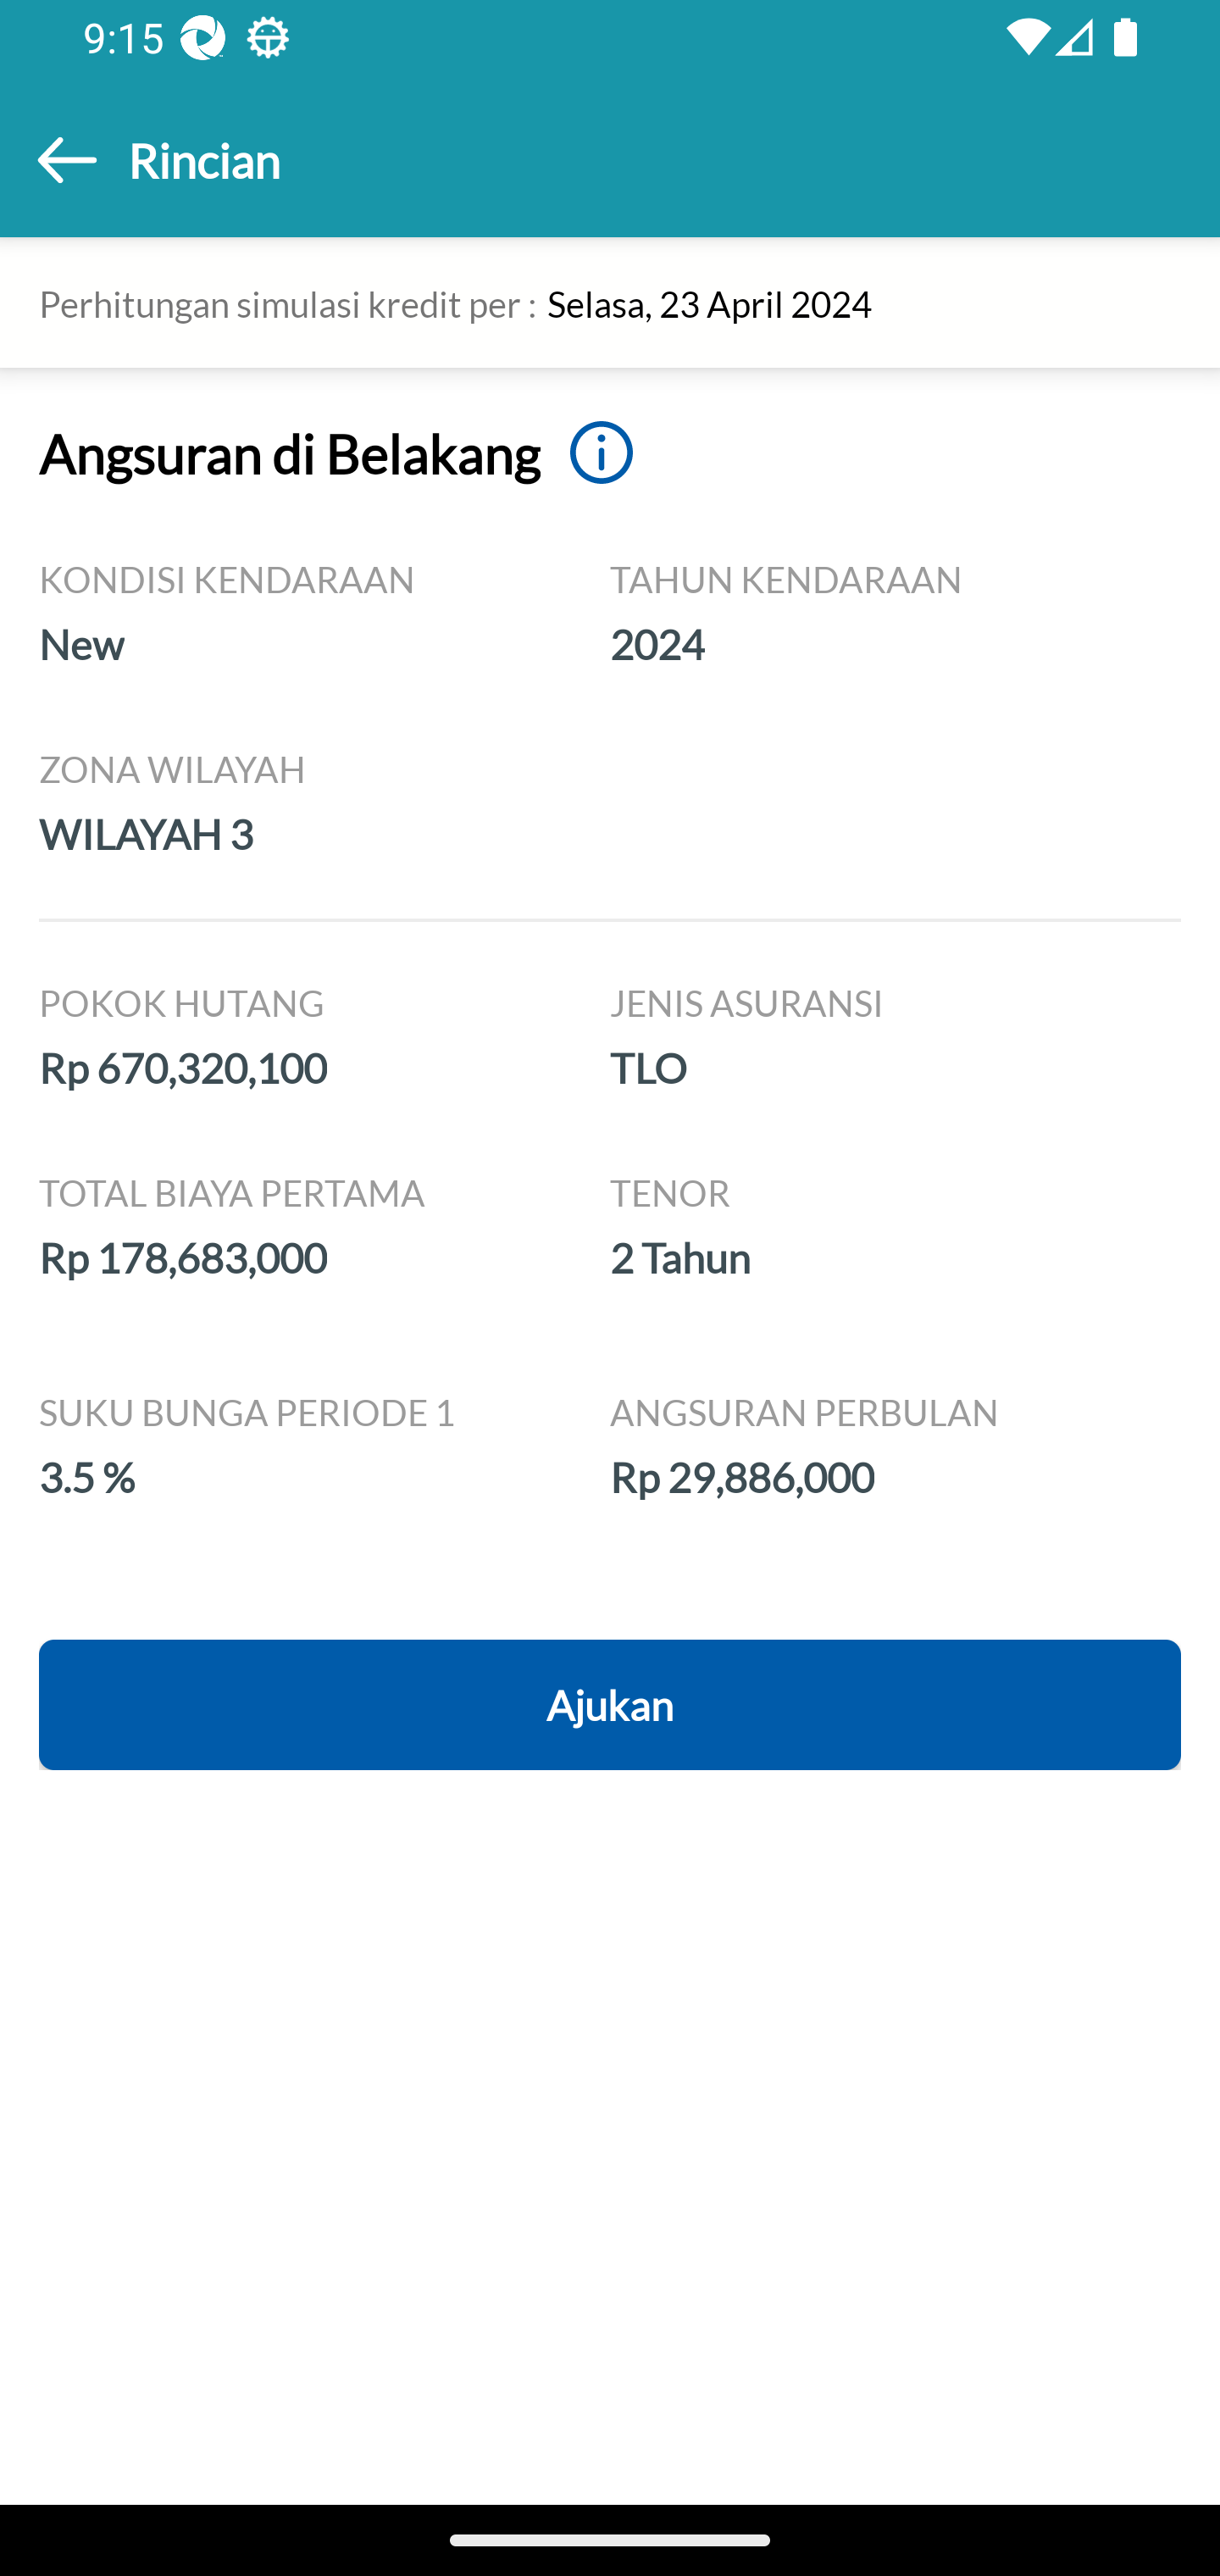 9:15
Rincian
Perhitungan simulasi kredit per : Selasa, 23 April 2024
Angsuran di Belakang
KONDISI KENDARAAN
New
TAHUN KENDARAAN
2024
ZONA WILAYAH
WILAYAH 3
POKOK HUTANG
Rp 670,320,100
JENIS ASURANSI
TLO
TOTAL BIAYA PERTAMA
Rp 178,683,000
TENOR
2 Tahun
SUKU BUNGA PERIODE 1
3.5 %
ANGSURAN PERBULAN
Rp 29,886,000
Ajukan